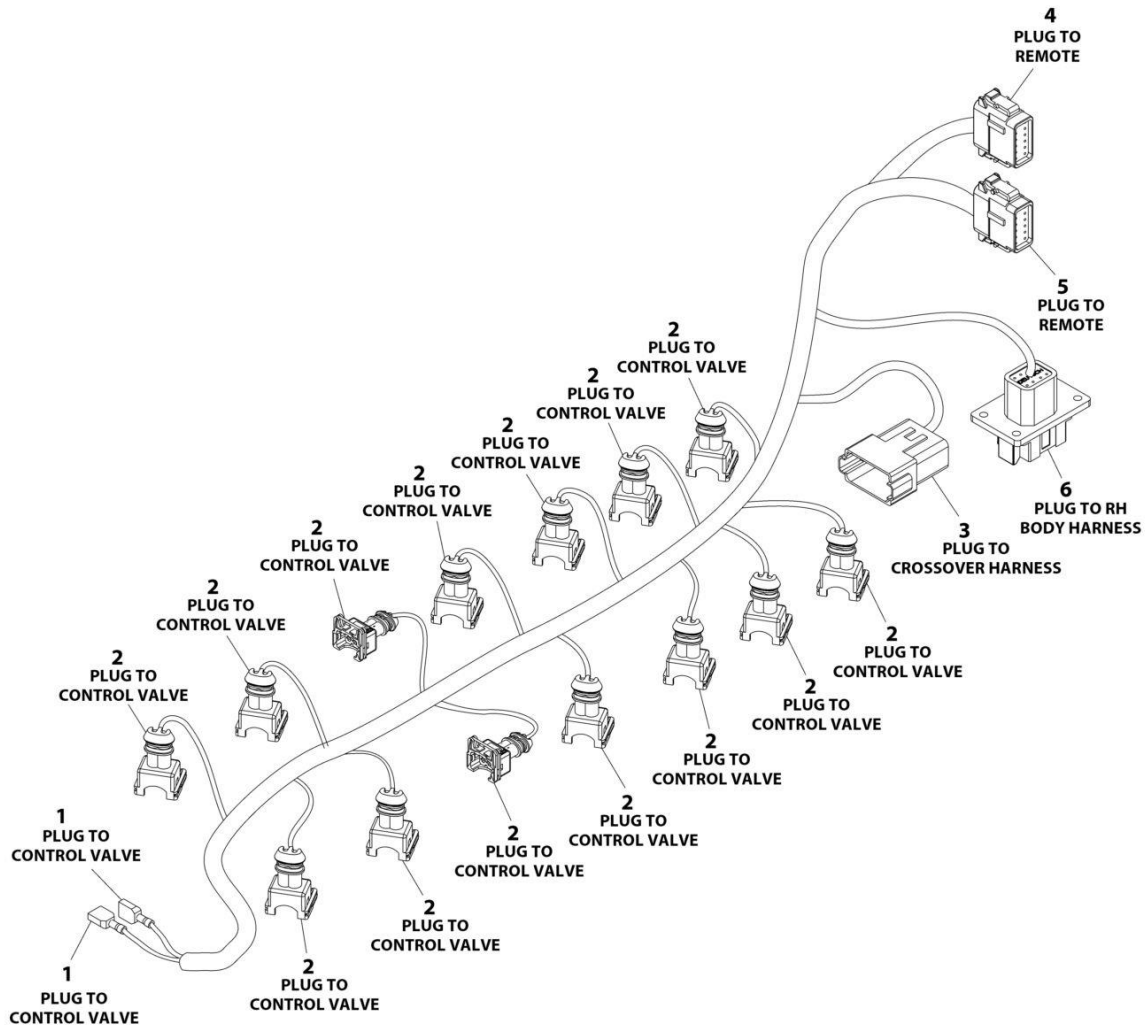 4
PLUG TO
REMOTE
5
PLUG TO
REMOTE
2
PLUG TO
CONTROL VALVE
2
PLUG TO
CONTROL VALVE
2
PLUG TO
CONTROL VALVE
2
PLUG TO
CONTROL VALVE
2
PLUG TO
CONTROL VALVE
2
PLUG TO
CONTROL VALVE
2
PLUG TO
CONTROL VALVE
6
PLUG TO RH
BODY HARNESS
3
PLUG TO
CROSSOVER HARNESS
2
PLUG TO
CONTROL VALVE
2
PLUG TO
CONTROL VALVE
2
PLUG TO
CONTROL VALVE
2
PLUG TO
CONTROL VALVE
2
PLUG TO
CONTROL VALVE
2
PLUG TO
CONTROL VALVE
2
PLUG TO
CONTROL VALVE
1
PLUG TO
CONTROL VALVE
1
PLUG TO
CONTROL VALVE